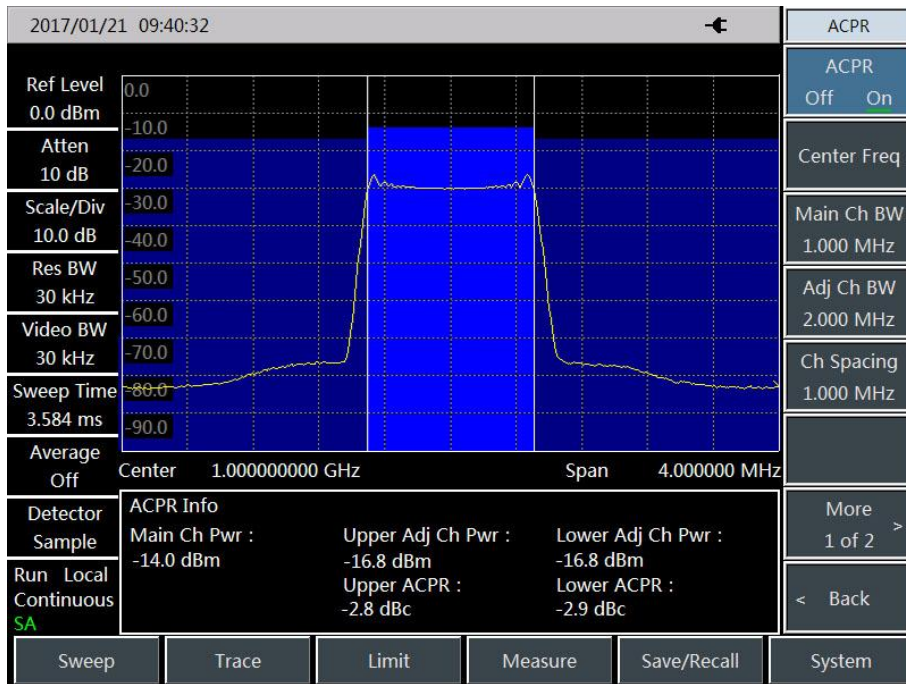 2017/01/21 09:40:32
ACPR
Ref Level
0.0 dBm
Atten
10 dB
Scale/Div
10.0 dB
Res BW
30 kHz
Video BW
30 kHz
Sweep Time
3.584 ms
Average
Off
Detector
Sample
Run Local
Continuous
SA
0.0
-10.0
-20.0
-30.0
-40.0
-50.0
-60.0
-70.0
-80.0
-90.0
Center 1.000000000 GHz Span 4.000000 MHz
ACPR Info
Main Ch Pwr : Upper Adj Ch Pwr : Lower Adj Ch Pwr :
-14.0 dBm -16.8 dBm -16.8 dBm
Upper ACPR : Lower ACPR :
-2.8 dBc -2.9 dBc
ACPR
Off On
Center Freq
Main Ch BW
1.000 MHz
Adj Ch BW
2.000 MHz
Ch Spacing
1.000 MHz
More >
1 of 2
< Back
Sweep Trace Limit Measure Save/Recall System